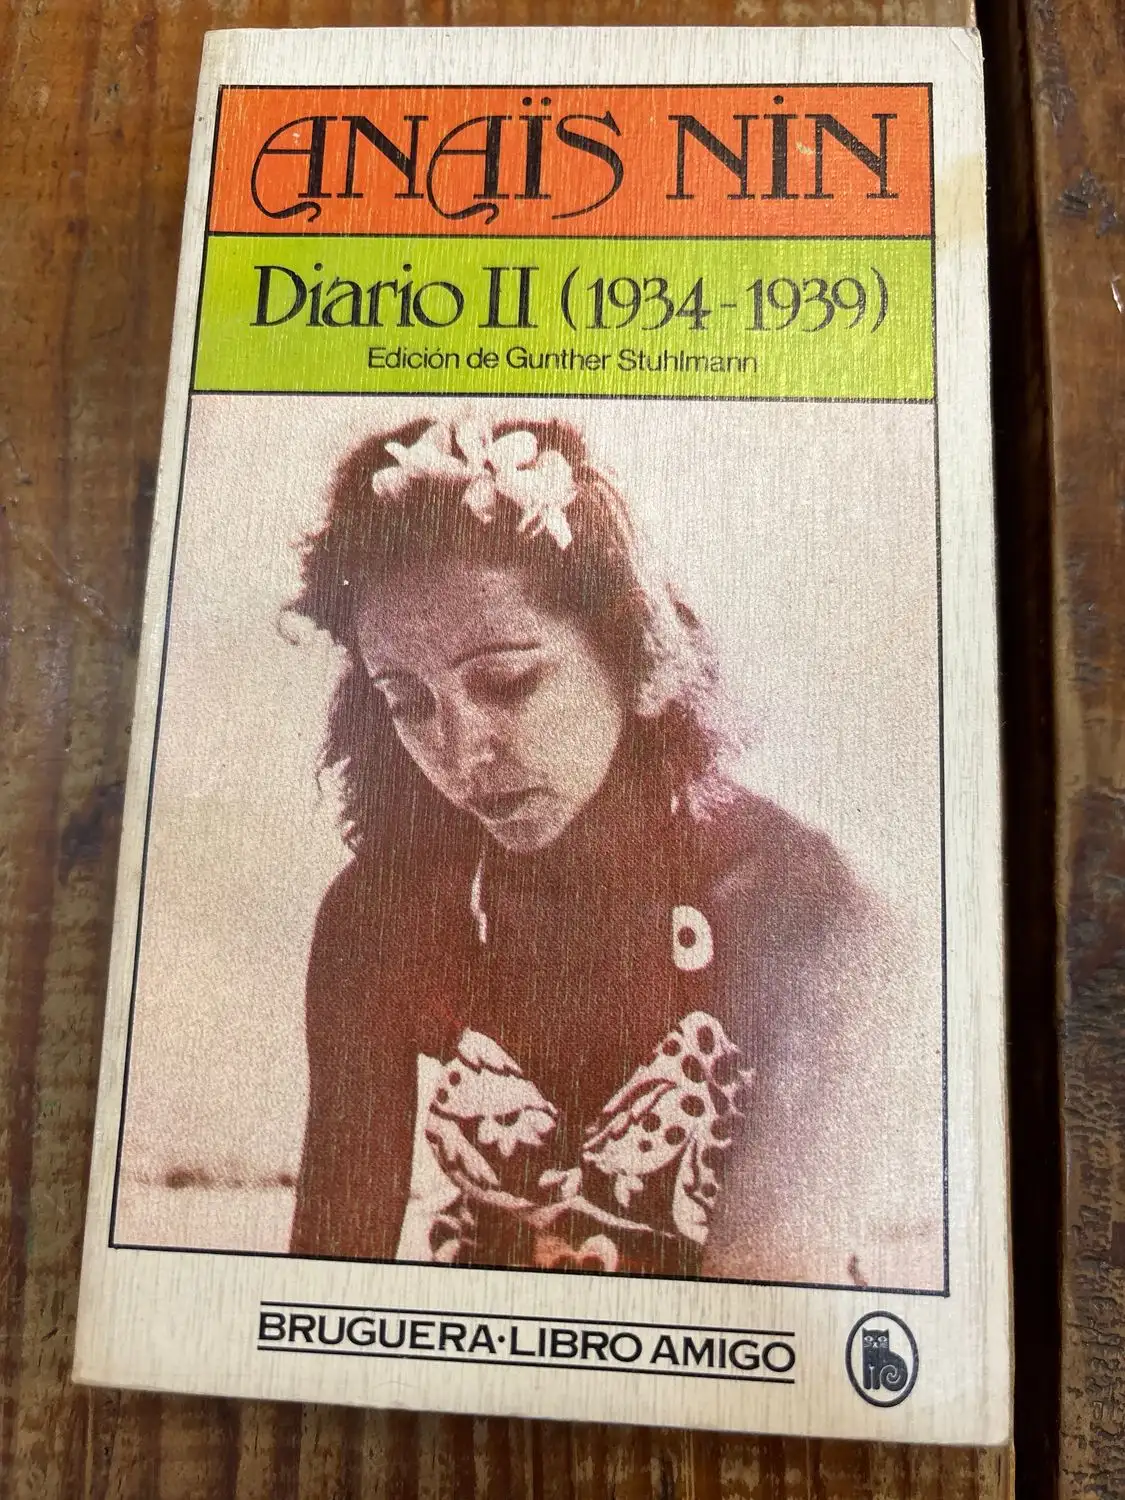 ANAÏS NIN
Diario II (1934-1939)
Edición de Gunther Stuhlmann
BRUGUERA·LIBRO AMIGO